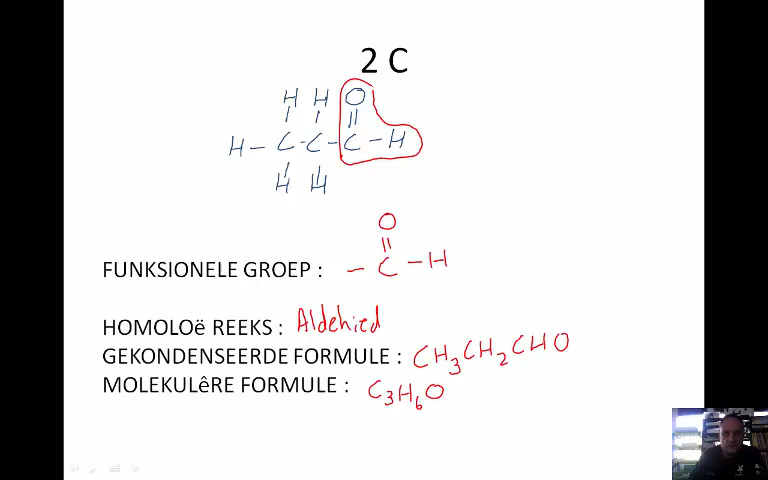 2 C
H H O
H - C - C - C - H
H H
O
FUNKSIONELE GROEP : - C - H
HOMOLOë REEKS : Aldehied
GEKONDENSEERDE FORMULE : CH₃CH₂CHO
MOLEKULêRE FORMULE : C₃H₆O